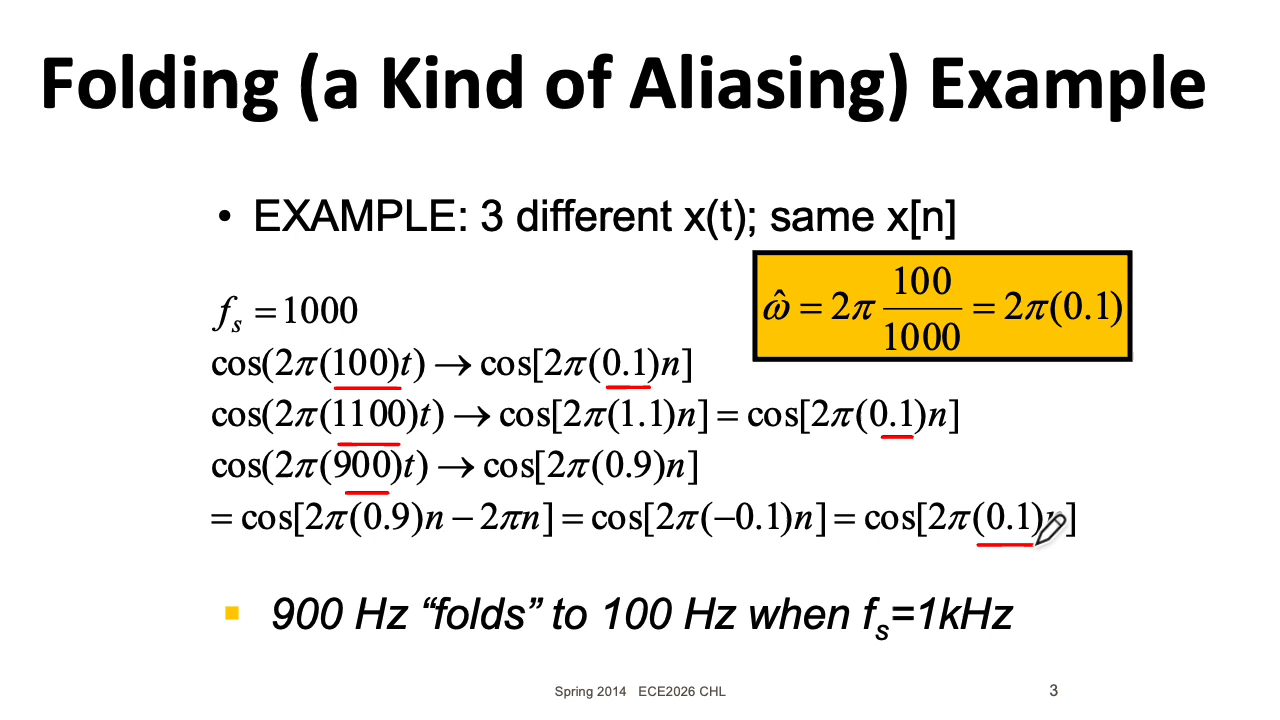 Folding (a Kind of Aliasing) Example
• EXAMPLE: 3 different x(t); same x[n]
ω̂ = 2π 100/1000 = 2π(0.1)
fₛ = 1000
cos(2π(100)t) → cos[2π(0.1)n]
cos(2π(1100)t) → cos[2π(1.1)n] = cos[2π(0.1)n]
cos(2π(900)t) → cos[2π(0.9)n]
= cos[2π(0.9)n − 2πn] = cos[2π(−0.1)n] = cos[2π(0.1)n]
▪ 900 Hz “folds” to 100 Hz when fₛ=1kHz
Spring 2014 ECE2026 CHL 3